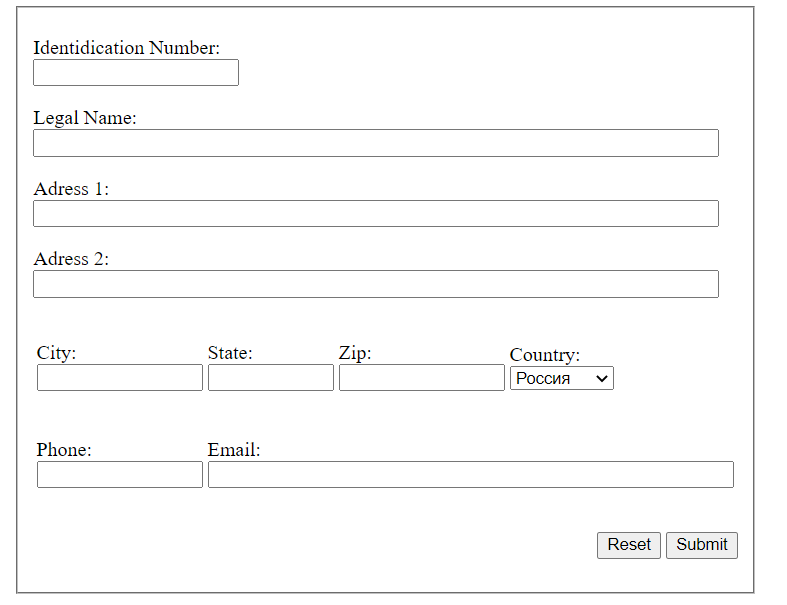 Identidication Number:
Legal Name:
Adress 1:
Adress 2:
City: State: Zip: Country:
Россия
Phone: Email:
Reset Submit